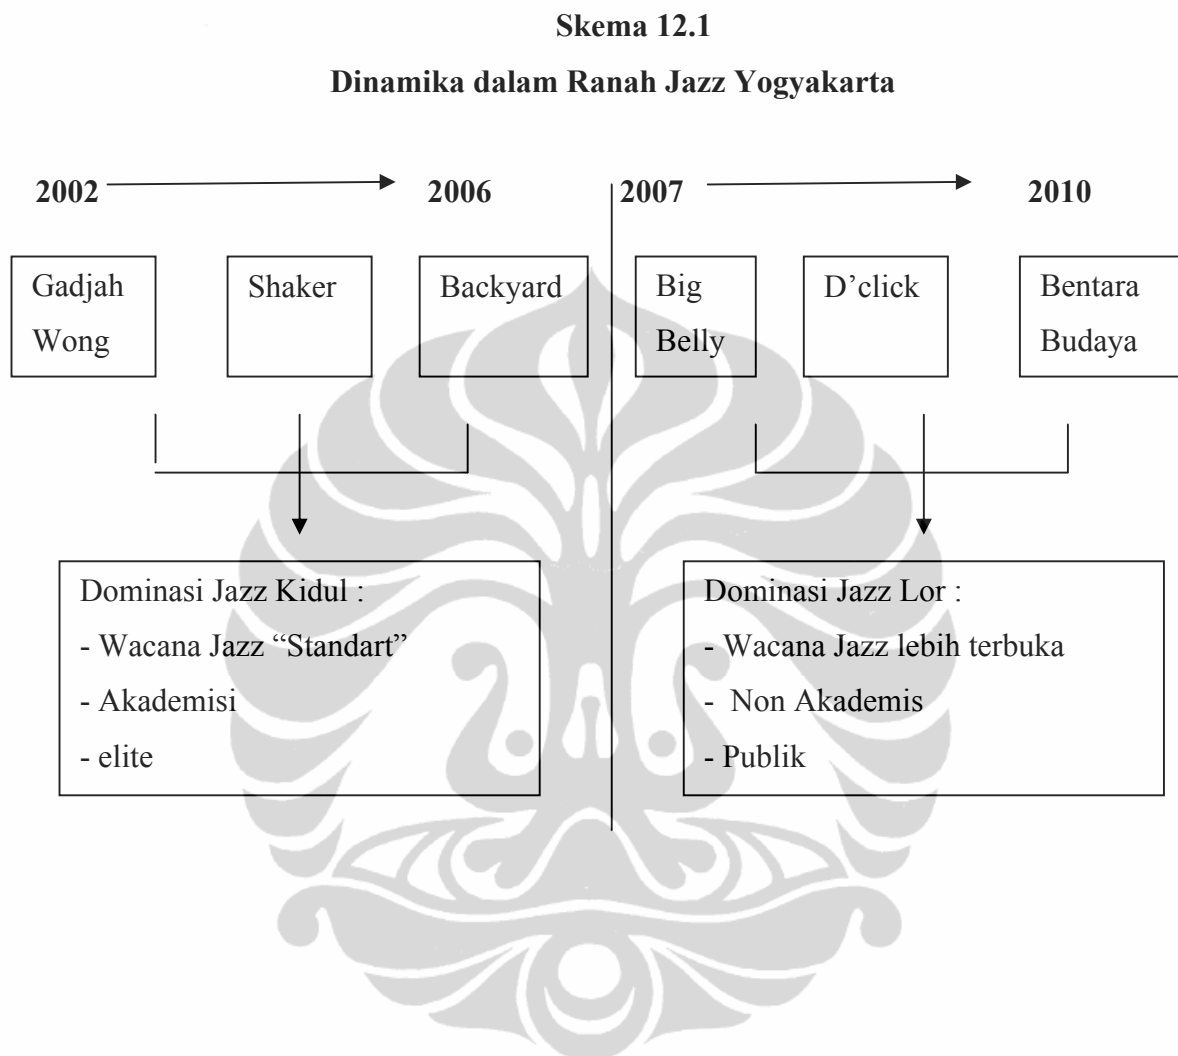 Skema 12.1
Dinamika dalam Ranah Jazz Yogyakarta
2002 2006 2007 2010
Gadjah
Wong
Shaker
Backyard
Big
Belly
D’click
Bentara
Budaya
Dominasi Jazz Kidul :
- Wacana Jazz “Standart”
- Akademisi
- elite
Dominasi Jazz Lor :
- Wacana Jazz lebih terbuka
-  Non Akademis
- Publik